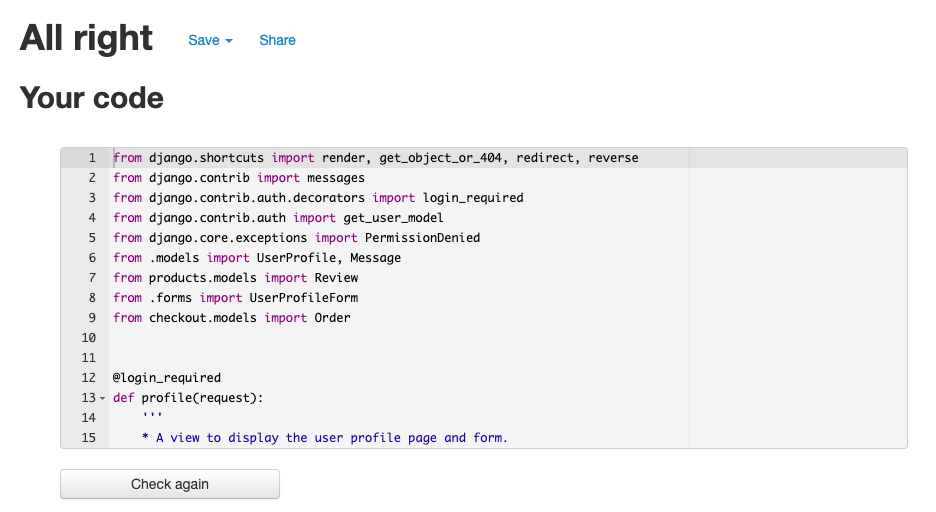 All right Save Share
Your code
1 from django.shortcuts import render, get_object_or_404, redirect, reverse
2 from django.contrib import messages
3 from django.contrib.auth.decorators import login_required
4 from django.contrib.auth import get_user_model
5 from django.core.exceptions import PermissionDenied
6 from .models import UserProfile, Message
7 from products.models import Review
8 from .forms import UserProfileForm
9 from checkout.models import Order
10
11
12 @login_required
13 def profile(request):
14     '''
15     * A view to display the user profile page and form.
Check again